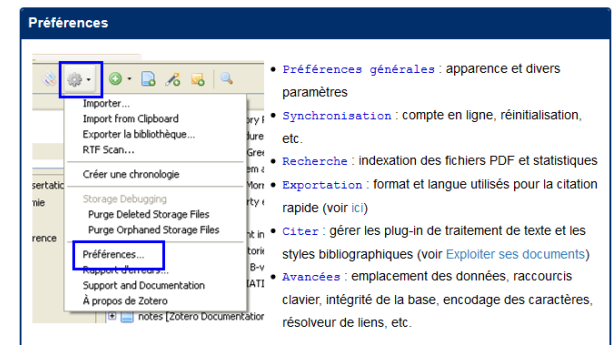 Préférences
Importer...
Import from Clipboard
Exporter la bibliothèque...
RTF Scan...
Créer une chronologie
Storage Debugging
Purge Deleted Storage Files
Purge Orphaned Storage Files
Préférences...
Rapport d'erreurs...
Support and Documentation
À propos de Zotero
notes [Zotero Documentation
Préférences générales : apparence et divers
paramètres
Synchronisation : compte en ligne, réinitialisation,
etc.
Recherche : indexation des fichiers PDF et statistiques
Exportation : format et langue utilisés pour la citation
rapide (voir ici)
Citer : gérer les plug-in de traitement de texte et les
styles bibliographiques (voir Exploiter ses documents)
Avancées : emplacement des données, raccourcis
clavier, intégrité de la base, encodage des caractères,
résolveur de liens, etc.